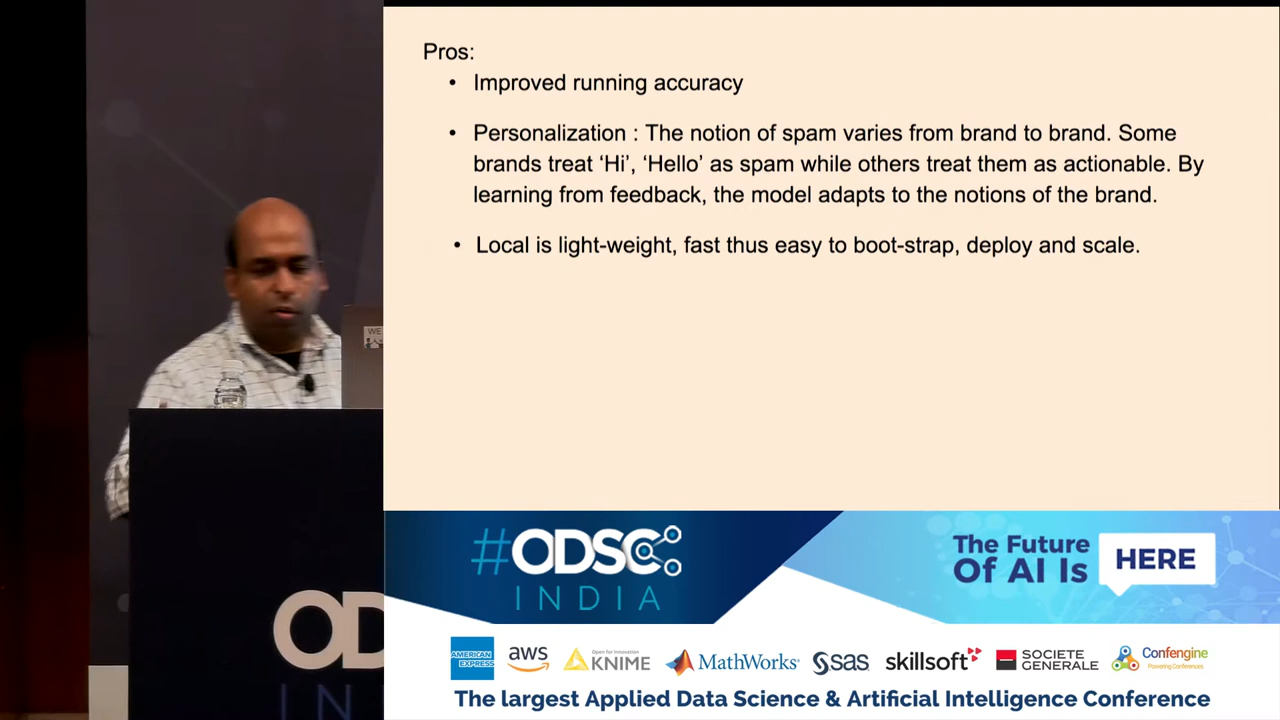 Pros:
• Improved running accuracy
• Personalization : The notion of spam varies from brand to brand. Some
brands treat ‘Hi’, ‘Hello’ as spam while others treat them as actionable. By
learning from feedback, the model adapts to the notions of the brand.
• Local is light-weight, fast thus easy to boot-strap, deploy and scale.
WE
#ODSC
INDIA
The Future
Of AI Is
HERE
OD
IN
AMERICAN
EXPRESS
aws
Open for Innovation
KNIME
MathWorks
sas
skillsoft
SOCIETE
GENERALE
Confengine
Powering Conferences
The largest Applied Data Science & Artificial Intelligence Conference